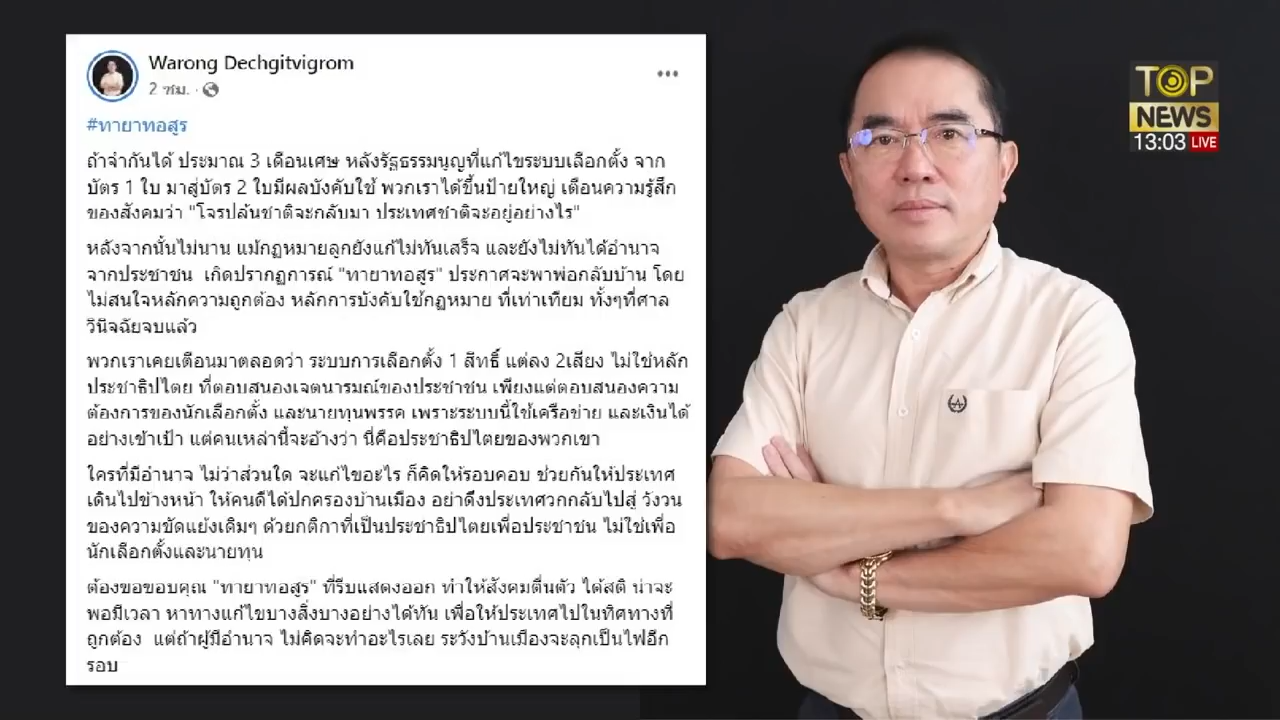 Warong Dechgitvigrom
2 ชม.
#ทายาทอสูร
ถ้าจำกันได้ ประมาณ 3 เดือนเศษ หลังรัฐธรรมนูญที่แก้ไขระบบเลือกตั้ง จาก
บัตร 1 ใบ มาสู่บัตร 2 ใบมีผลบังคับใช้ พวกเราได้ขึ้นป้ายใหญ่ เตือนความรู้สึก
ของสังคมว่า "โจรปล้นชาติจะกลับมา ประเทศชาติจะอยู่อย่างไร"
หลังจากนั้นไม่นาน แม้กฏหมายลูกยังแก้ไม่ทันเสร็จ และยังไม่ทันได้อำนาจ
จากประชาชน เกิดปรากฏการณ์ "ทายาทอสูร" ประกาศจะพาพ่อกลับบ้าน โดย
ไม่สนใจหลักความถูกต้อง หลักการบังคับใช้กฏหมาย ที่เท่าเทียม ทั้งๆที่ศาล
วินิจฉัยจบแล้ว
พวกเราเคยเตือนมาตลอดว่า ระบบการเลือกตั้ง 1 สิทธิ์ แต่ลง 2เสียง ไม่ใช่หลัก
ประชาธิปไตย ที่ตอบสนองเจตนารมณ์ของประชาชน เพียงแต่ตอบสนองความ
ต้องการของนักเลือกตั้ง และนายทุนพรรค เพราะระบบนี้ใช้เครือข่าย และเงินได้
อย่างเข้าเป้า แต่คนเหล่านี้จะอ้างว่า นี่คือประชาธิปไตยของพวกเขา
ใครที่มีอำนาจ ไม่ว่าส่วนใด จะแก้ไขอะไร ก็คิดให้รอบคอบ ช่วยกันให้ประเทศ
เดินไปข้างหน้า ให้คนดีได้ปกครองบ้านเมือง อย่าดึงประเทศวกกลับไปสู่ วังวน
ของความขัดแย้งเดิมๆ ด้วยกติกาที่เป็นประชาธิปไตยเพื่อประชาชน ไม่ใช่เพื่อ
นักเลือกตั้งและนายทุน
ต้องขอขอบคุณ "ทายาทอสูร" ที่รีบแสดงออก ทำให้สังคมตื่นตัว ได้สติ น่าจะ
พอมีเวลา หาทางแก้ไขบางสิ่งบางอย่างได้ทัน เพื่อให้ประเทศไปในทิศทางที่
ถูกต้อง แต่ถ้าผู้มีอำนาจ ไม่คิดจะทำอะไรเลย ระวังบ้านเมืองจะลุกเป็นไฟอีก
รอบ
TOP
NEWS
13:03 LIVE